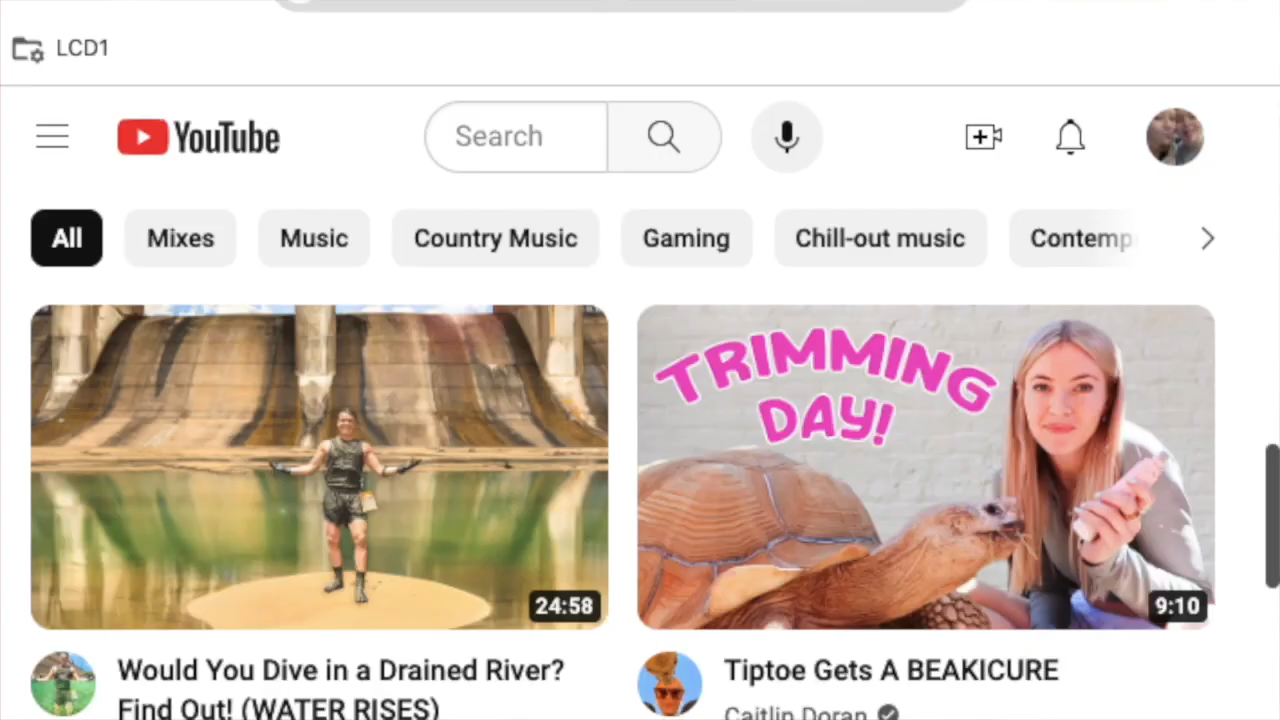 LCD1
YouTube
Search
All
Mixes
Music
Country Music
Gaming
Chill-out music
Contemp
TRIMMING
DAY!
24:58
9:10
Would You Dive in a Drained River?
Find Out! (WATER RISES)
Tiptoe Gets A BEAKICURE
Caitlin Doran